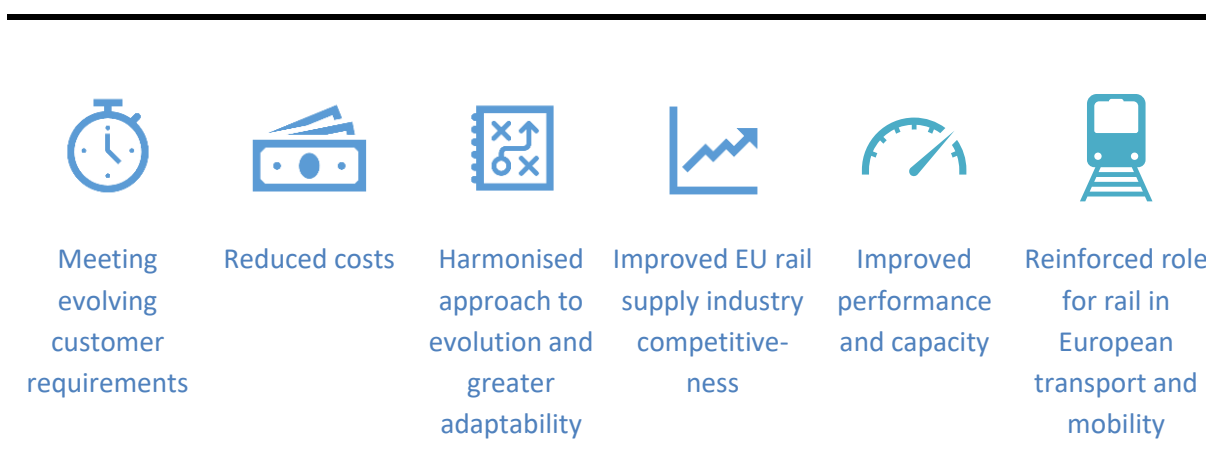 Meeting
evolving
customer
requirements
Reduced costs
Harmonised
approach to
evolution and
greater
adaptability
Improved EU rail
supply industry
competitive-
ness
Improved
performance
and capacity
Reinforced role
for rail in
European
transport and
mobility